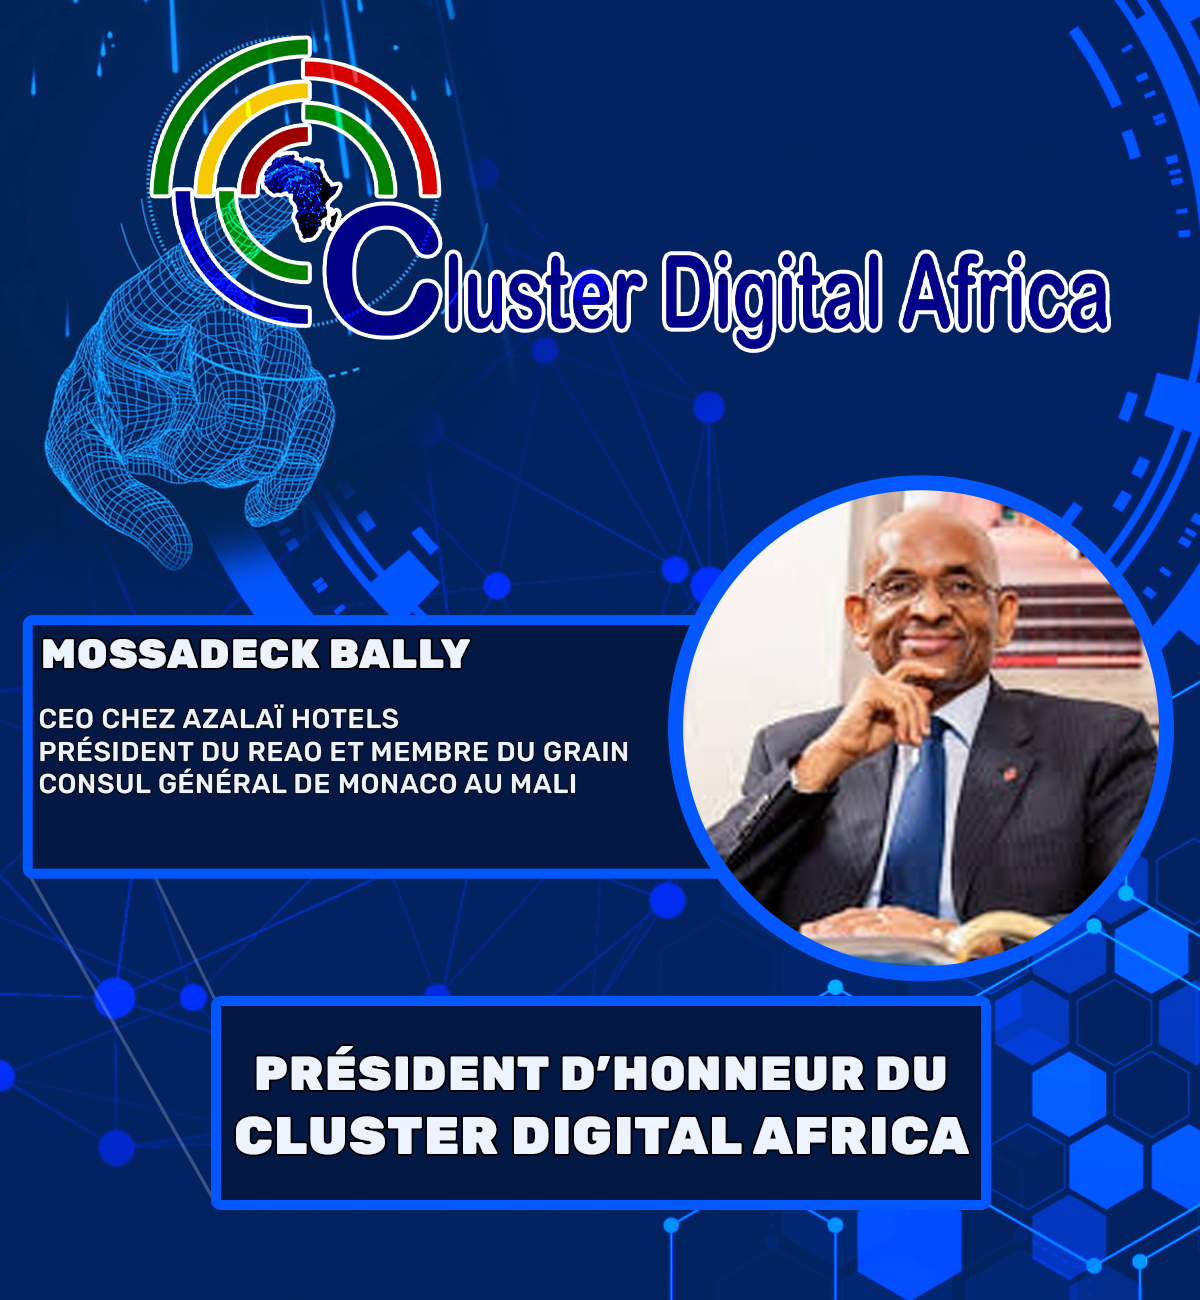 Cluster Digital Africa
MOSSADECK BALLY
CEO CHEZ AZALAÏ HOTELS
PRÉSIDENT DU REAO ET MEMBRE DU GRAIN
CONSUL GÉNÉRAL DE MONACO AU MALI
PRÉSIDENT D'HONNEUR DU
CLUSTER DIGITAL AFRICA